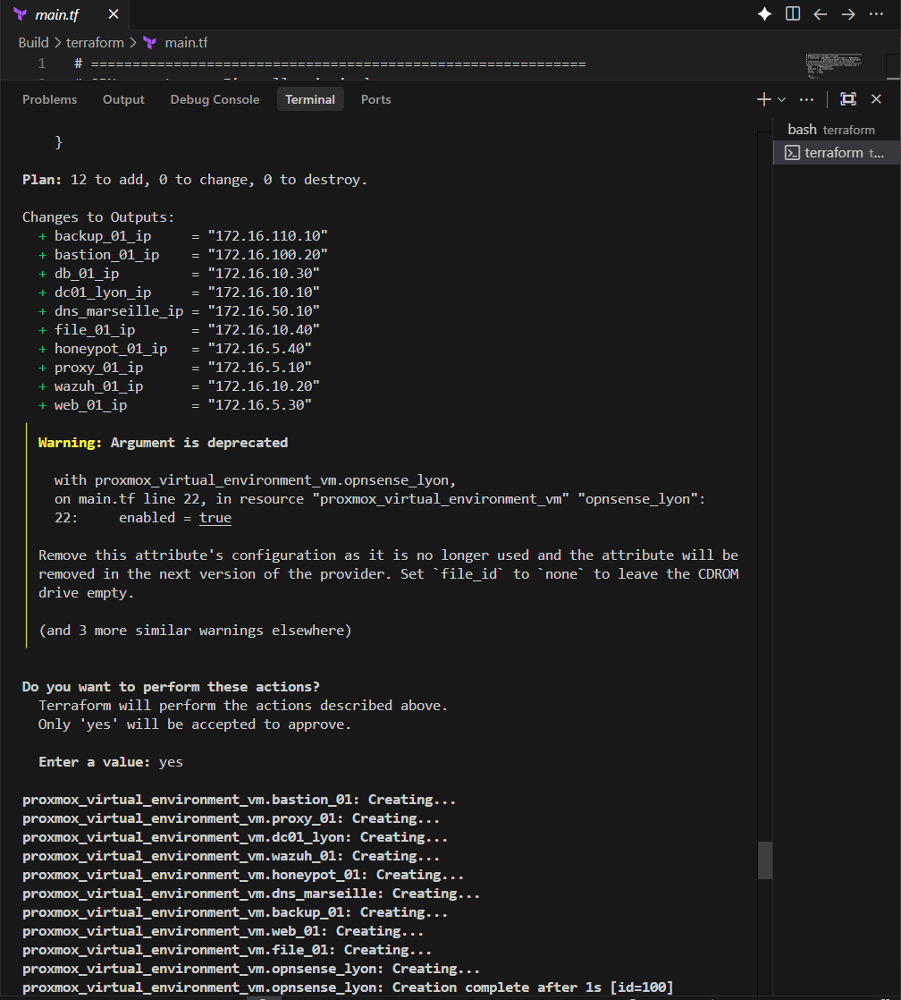 main.tf
Build > terraform > main.tf
1 # =============================================================
Problems Output Debug Console Terminal Ports
bash terraform
terraform t...
}
Plan: 12 to add, 0 to change, 0 to destroy.
Changes to Outputs:
+ backup_01_ip = "172.16.110.10"
+ bastion_01_ip = "172.16.100.20"
+ db_01_ip = "172.16.10.30"
+ dc01_lyon_ip = "172.16.10.10"
+ dns_marseille_ip = "172.16.50.10"
+ file_01_ip = "172.16.10.40"
+ honeypot_01_ip = "172.16.5.40"
+ proxy_01_ip = "172.16.5.10"
+ wazuh_01_ip = "172.16.10.20"
+ web_01_ip = "172.16.5.30"
Warning: Argument is deprecated
with proxmox_virtual_environment_vm.opnsense_lyon,
on main.tf line 22, in resource "proxmox_virtual_environment_vm" "opnsense_lyon":
22: enabled = true
Remove this attribute's configuration as it is no longer used and the attribute will be
removed in the next version of the provider. Set `file_id` to `none` to leave the CDROM
drive empty.
(and 3 more similar warnings elsewhere)
Do you want to perform these actions?
Terraform will perform the actions described above.
Only 'yes' will be accepted to approve.
Enter a value: yes
proxmox_virtual_environment_vm.bastion_01: Creating...
proxmox_virtual_environment_vm.proxy_01: Creating...
proxmox_virtual_environment_vm.dc01_lyon: Creating...
proxmox_virtual_environment_vm.wazuh_01: Creating...
proxmox_virtual_environment_vm.honeypot_01: Creating...
proxmox_virtual_environment_vm.dns_marseille: Creating...
proxmox_virtual_environment_vm.backup_01: Creating...
proxmox_virtual_environment_vm.web_01: Creating...
proxmox_virtual_environment_vm.file_01: Creating...
proxmox_virtual_environment_vm.opnsense_lyon: Creating...
proxmox_virtual_environment_vm.opnsense_lyon: Creation complete after 1s [id=100]